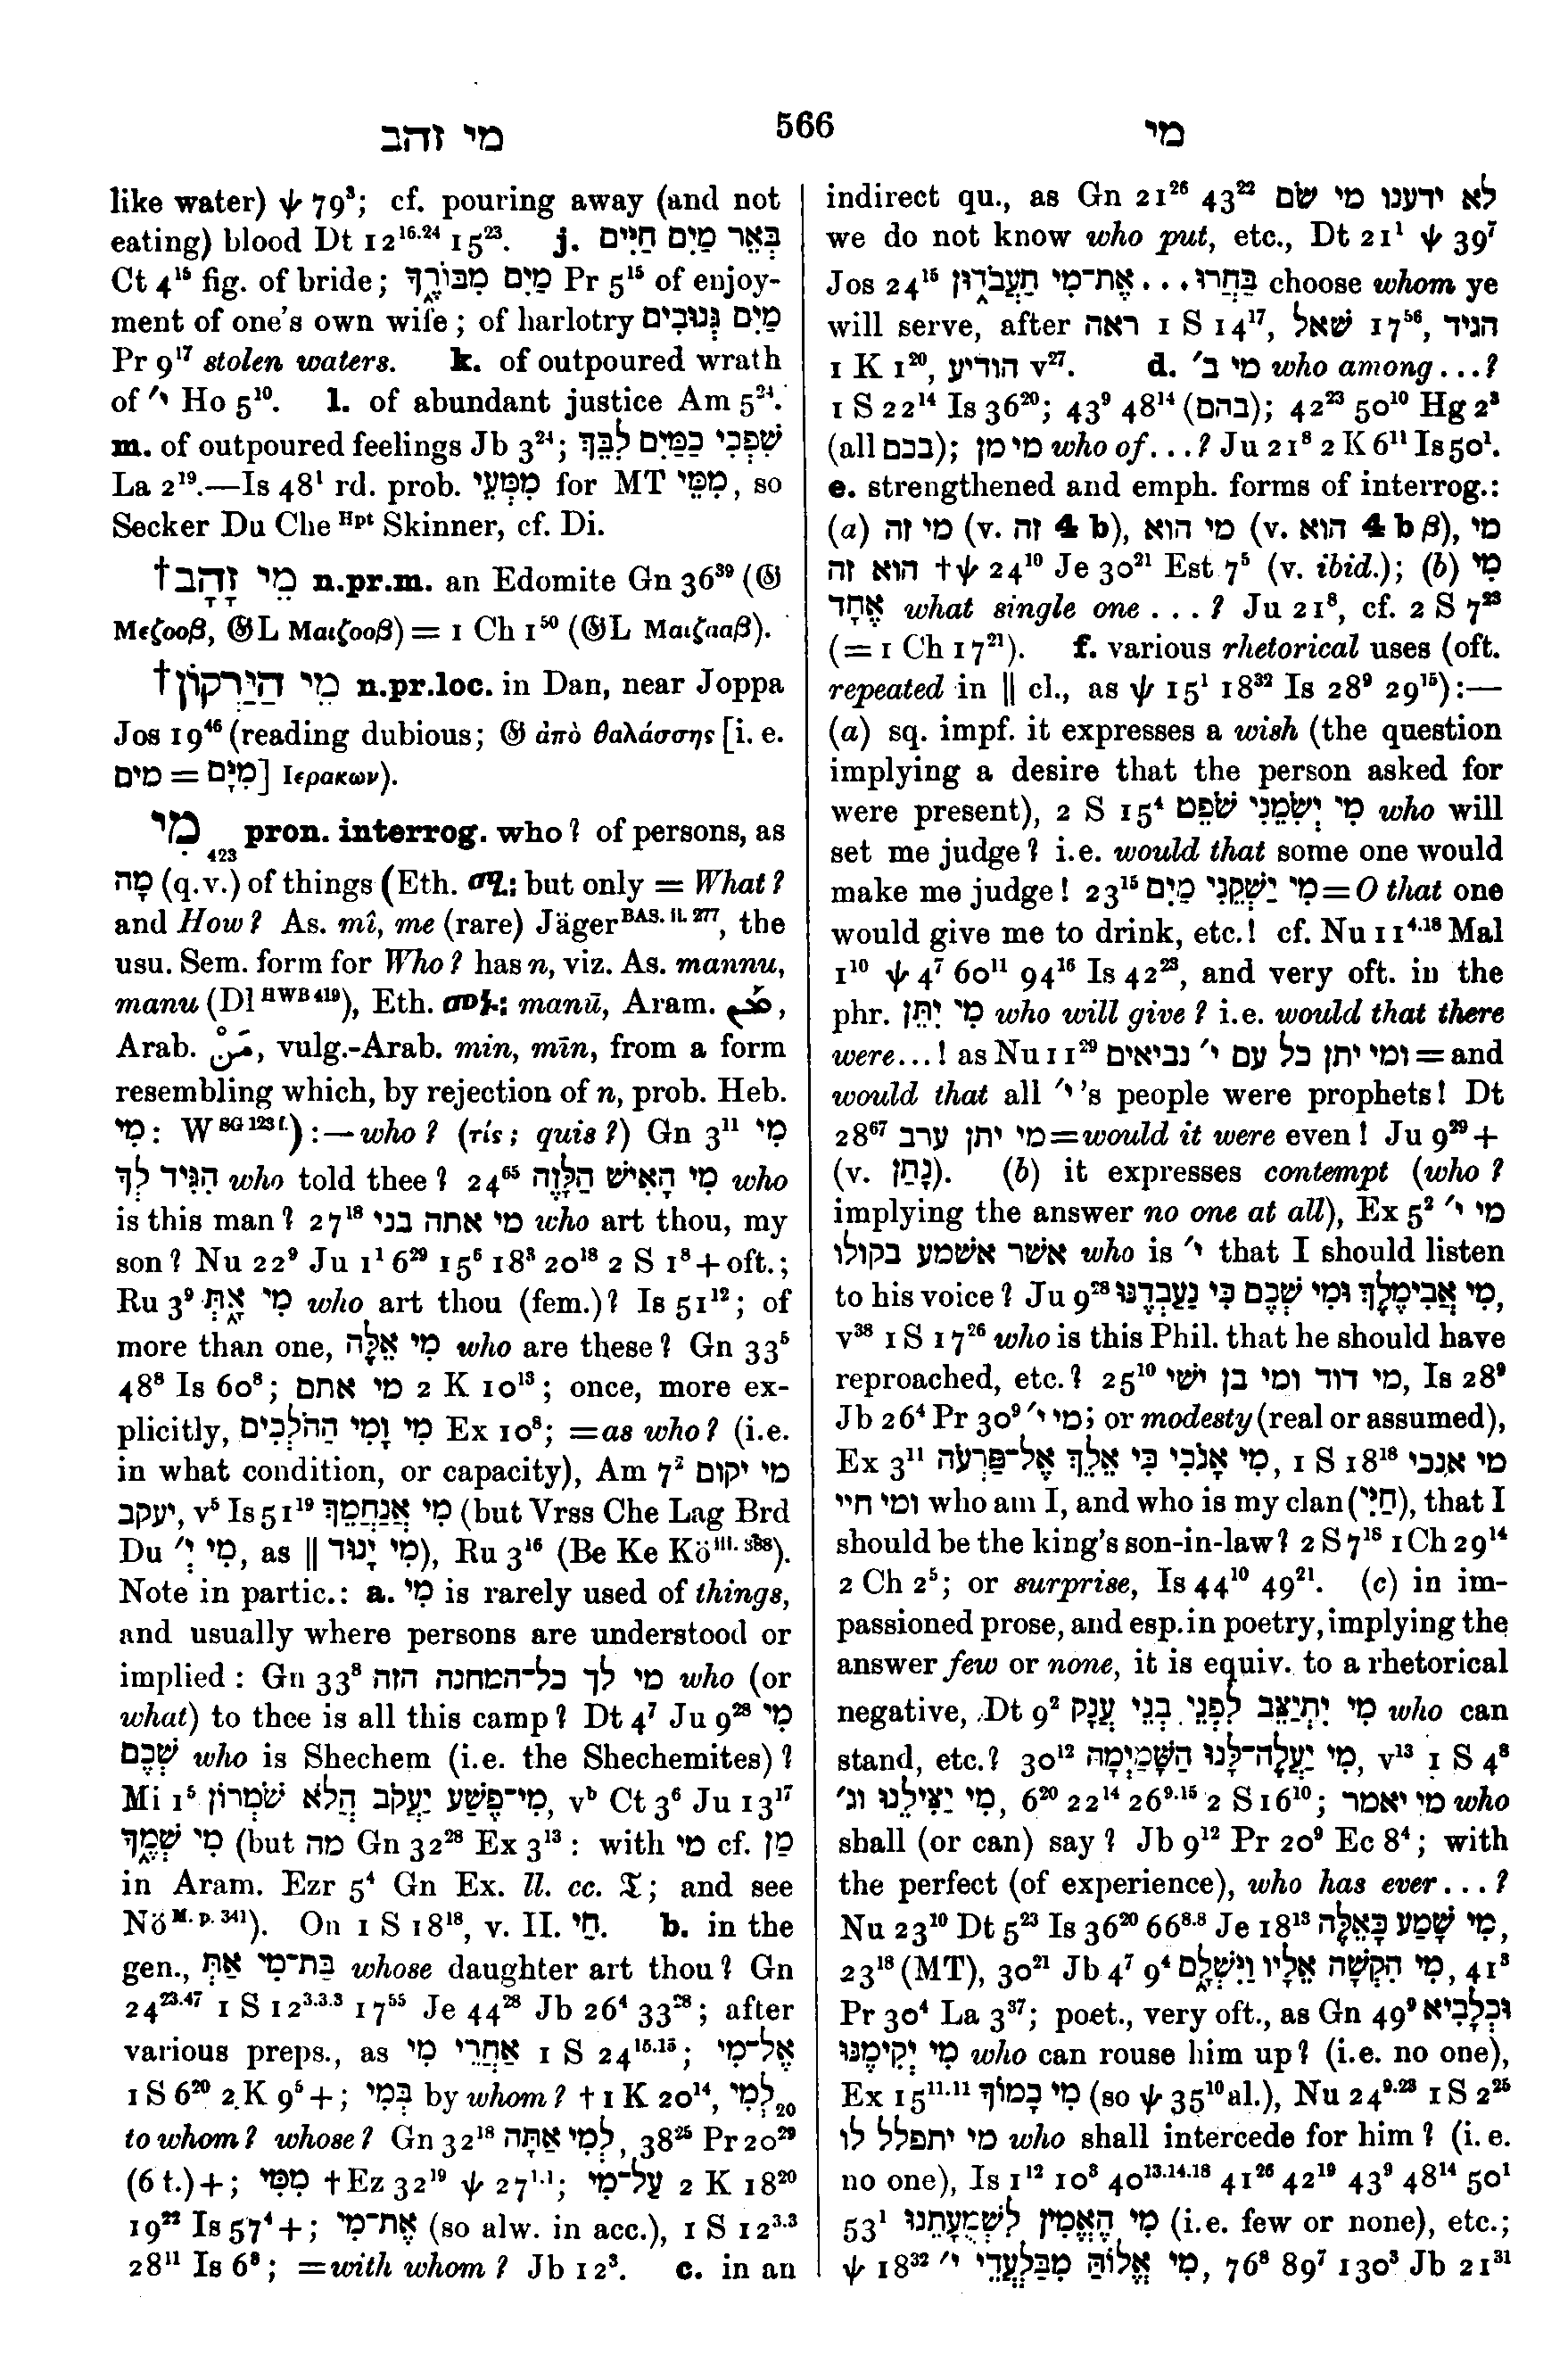 מי זהב
566
מי
like water) ψ 79³; cf. pouring away (and not
eating) blood Dt 12¹⁶·²⁴ 15²³. j. בְּאֵר מַיִם חַיִּים
Ct 4¹⁵ fig. of bride; מַיִם מִבּוֹרֶ֑ךָ Pr 5¹⁵ of enjoy-
ment of one's own wife; of harlotry מַיִם גְּנוּבִים
Pr 9¹⁷ stolen waters. k. of outpoured wrath
of י׳ Ho 5¹⁰. l. of abundant justice Am 5²⁴.
m. of outpoured feelings Jb 3²⁴; שִׁפְכִי כַמַּיִם לִבֵּךְ
La 2¹⁹.—Is 48¹ rd. prob. מִמְּעֵי for MT מִמֵּי, so
Secker Du Che ᴴᵖᵗ Skinner, cf. Di.
†מֵי זָהָב n.pr.m. an Edomite Gn 36³⁹ (𝔊
Μεζοοβ, 𝔊L Μαιζοοβ) = 1 Ch 1⁵⁰ (𝔊L Μαιζααβ).
†מֵי הַיַּרְקוֹן n.pr.loc. in Dan, near Joppa
Jos 19⁴⁶ (reading dubious; 𝔊 ἀπὸ θαλάσσης [i. e.
מים = מִיָּם] Ιερακων).
מִי 423 pron. interrog. who? of persons, as
מָה (q.v.) of things (Eth. ሚ: but only = What?
and How? As. mî, me (rare) Jäger BAS. ii. 277, the
usu. Sem. form for Who? has n, viz. As. mannu,
manu (Dl HWB 419), Eth. መኑ: manū, Aram. ܡܰܢ,
Arab. مَنْ, vulg.-Arab. min, mīn, from a form
resembling which, by rejection of n, prob. Heb.
מִי: W SG 123 f.):—who? (τίς; quis?) Gn 3¹¹ מִי
הִגִּיד לְךָ who told thee? 24⁶⁵ מִי הָאִישׁ הַלָּזֶה who
is this man? 27¹⁸ מי אתה בני who art thou, my
son? Nu 22⁹ Ju 1¹ 6²⁹ 15⁶ 18³ 20¹⁸ 2 S 1⁸ + oft.;
Ru 3⁹ מִי אָ֑תְּ who art thou (fem.)? Is 51¹²; of
more than one, מִי אֵלֶּה who are these? Gn 33⁵
48⁸ Is 60⁸; מי אתם 2 K 10¹³; once, more ex-
plicitly, מִי וָמִי הַהֹלְכִים Ex 10⁸; =as who? (i.e.
in what condition, or capacity), Am 7² מי יקום
יעקב, v⁵ Is 51¹⁹ מִי אֲנַחֲמֵךְ (but Vrss Che Lag Brd
Du מִי יְ׳, as || מִי יָנוּד), Ru 3¹⁶ (Be Ke Kö iii. 388).
Note in partic.: a. מִי is rarely used of things,
and usually where persons are understood or
implied: Gn 33⁸ מי לך כל־המחנה הזה who (or
what) to thee is all this camp? Dt 4⁷ Ju 9²⁸ מִי
שְׁכֶם who is Shechem (i.e. the Shechemites)?
Mi 1⁵ מִי־פֶשַׁע יַעֲקֹב הֲלֹא שֹׁמְרוֹן, vᵇ Ct 3⁶ Ju 13¹⁷
מִי שְׁמֶ֑ךָ (but מה Gn 32²⁸ Ex 3¹³: with מי cf. מַן
in Aram. Ezr 5⁴ Gn Ex. ll. cc. 𝔗; and see
Nö M. p. 341). On 1 S 18¹⁸, v. II. חַי. b. in the
gen., בַּת־מִי אַתְּ whose daughter art thou? Gn
24²³·⁴⁷ 1 S 12³·³·³ 17⁵⁵ Je 44²⁸ Jb 26⁴ 33²⁸; after
various preps., as אַחֲרֵי מִי 1 S 24¹⁵·¹⁵; אֶל־מִי
1 S 6²⁰ 2 K 9⁵ +; בְּמִי by whom? † 1 K 20¹⁴, לְמִי 20
to whom? whose? Gn 32¹⁸ לְמִי אַתָּה, 38²⁵ Pr 20²⁹
(6 t.) +; מִמִּי †Ez 32¹⁹ ψ 27¹·¹; עַל־מִי 2 K 18²⁰
19²² Is 57⁴ +; אֶת־מִי (so alw. in acc.), 1 S 12³·³
28¹¹ Is 6⁸; =with whom? Jb 12³. c. in an
indirect qu., as Gn 21²⁶ 43²² לא ידענו מי שׂם
we do not know who put, etc., Dt 21¹ ψ 39⁷
Jos 24¹⁵ בַּחֲרוּ... אֶת־מִי תַעֲבֹד֑וּן choose whom ye
will serve, after ראה 1 S 14¹⁷, שׁאל 17⁵⁶, הגיד
1 K 1²⁰, הודיע v²⁷. d. מי ב׳ who among...?
1 S 22¹⁴ Is 36²⁰; 43⁹ 48¹⁴ (בהם); 42²³ 50¹⁰ Hg 2³
(all בכם); מי מן who of...? Ju 21⁸ 2 K 6¹¹ Is 50¹.
e. strengthened and emph. forms of interrog.:
(a) מי זה (v. זה 4 b), מי הוא (v. הוא 4 b β), מי
הוא זה †ψ 24¹⁰ Je 30²¹ Est 7⁵ (v. ibid.); (b) מִי
אֶחָד what single one...? Ju 21⁸, cf. 2 S 7²³
(= 1 Ch 17²¹). f. various rhetorical uses (oft.
repeated in || cl., as ψ 15¹ 18³² Is 28⁹ 29¹⁵):—
(a) sq. impf. it expresses a wish (the question
implying a desire that the person asked for
were present), 2 S 15⁴ מִי יְשִׂמֵנִי שֹׁפֵט who will
set me judge? i.e. would that some one would
make me judge! 23¹⁵ מִי יַשְׁקֵנִי מַיִם = O that one
would give me to drink, etc.! cf. Nu 11⁴·¹⁸ Mal
1¹⁰ ψ 4⁷ 60¹¹ 94¹⁶ Is 42²³, and very oft. in the
phr. מִי יִתֵּן who will give? i.e. would that there
were...! as Nu 11²⁹ ומי יתן כל עם י׳ נביאים = and
would that all י׳'s people were prophets! Dt
28⁶⁷ מי יתן ערב = would it were even! Ju 9²⁹ +
(v. נָתַן). (b) it expresses contempt (who?
implying the answer no one at all), Ex 5² מי י׳
אשׁר אשׁמע בקולו who is י׳ that I should listen
to his voice? Ju 9²⁸ מִי אֲבִימֶלֶךְ וּמִי שְׁכֶם כִּי נַעַבְדֶנּוּ,
v³⁸ 1 S 17²⁶ who is this Phil. that he should have
reproached, etc.? 25¹⁰ מי דוד ומי בן ישׁי, Is 28⁹
Jb 26⁴ Pr 30⁹ מי י׳; or modesty (real or assumed),
Ex 3¹¹ מִי אָנֹכִי כִּי אֵלֵךְ אֶל־פַּרְעֹה, 1 S 18¹⁸ מי אנכי
ומי חיי who am I, and who is my clan (חַיִּי), that I
should be the king's son-in-law? 2 S 7¹⁸ 1 Ch 29¹⁴
2 Ch 2⁵; or surprise, Is 44¹⁰ 49²¹. (c) in im-
passioned prose, and esp. in poetry, implying the
answer few or none, it is equiv. to a rhetorical
negative, Dt 9² מִי יִתְיַצֵּב לִפְנֵי בְּנֵי עֲנָק who can
stand, etc.? 30¹² מִי יַעֲלֶה־לָּנוּ הַשָּׁמַיְמָה, v¹³ 1 S 4⁸
מִי יַצִּילֵנוּ וג׳, 6²⁰ 22¹⁴ 26⁹·¹⁵ 2 S 16¹⁰; מי יאמר who
shall (or can) say? Jb 9¹² Pr 20⁹ Ec 8⁴; with
the perfect (of experience), who has ever...?
Nu 23¹⁰ Dt 5²³ Is 36²⁰ 66⁸·⁸ Je 18¹³ מִי שָׁמַע כָּאֵלֶּה,
23¹⁸ (MT), 30²¹ Jb 4⁷ 9⁴ מִי הִקְשָׁה אֵלָיו וַיִּשְׁלָ֑ם, 41³
Pr 30⁴ La 3³⁷; poet., very oft., as Gn 49⁹ וּכְלָבִיא
מִי יְקִימֶנּוּ who can rouse him up? (i.e. no one),
Ex 15¹¹·¹¹ מִי כָמוֹךָ (so ψ 35¹⁰ al.), Nu 24⁹·²³ 1 S 2²⁵
מי יתפלל לו who shall intercede for him? (i. e.
no one), Is 1¹² 10³ 40¹³·¹⁴·¹⁸ 41²⁶ 42¹⁹ 43⁹ 48¹⁴ 50¹
53¹ מִי הֶאֱמִין לִשְׁמֻעָתֵנוּ (i.e. few or none), etc.;
ψ 18³² מִי אֱלוֹהַּ מִבַּלְעֲדֵי י׳, 76⁸ 89⁷ 130³ Jb 21³¹